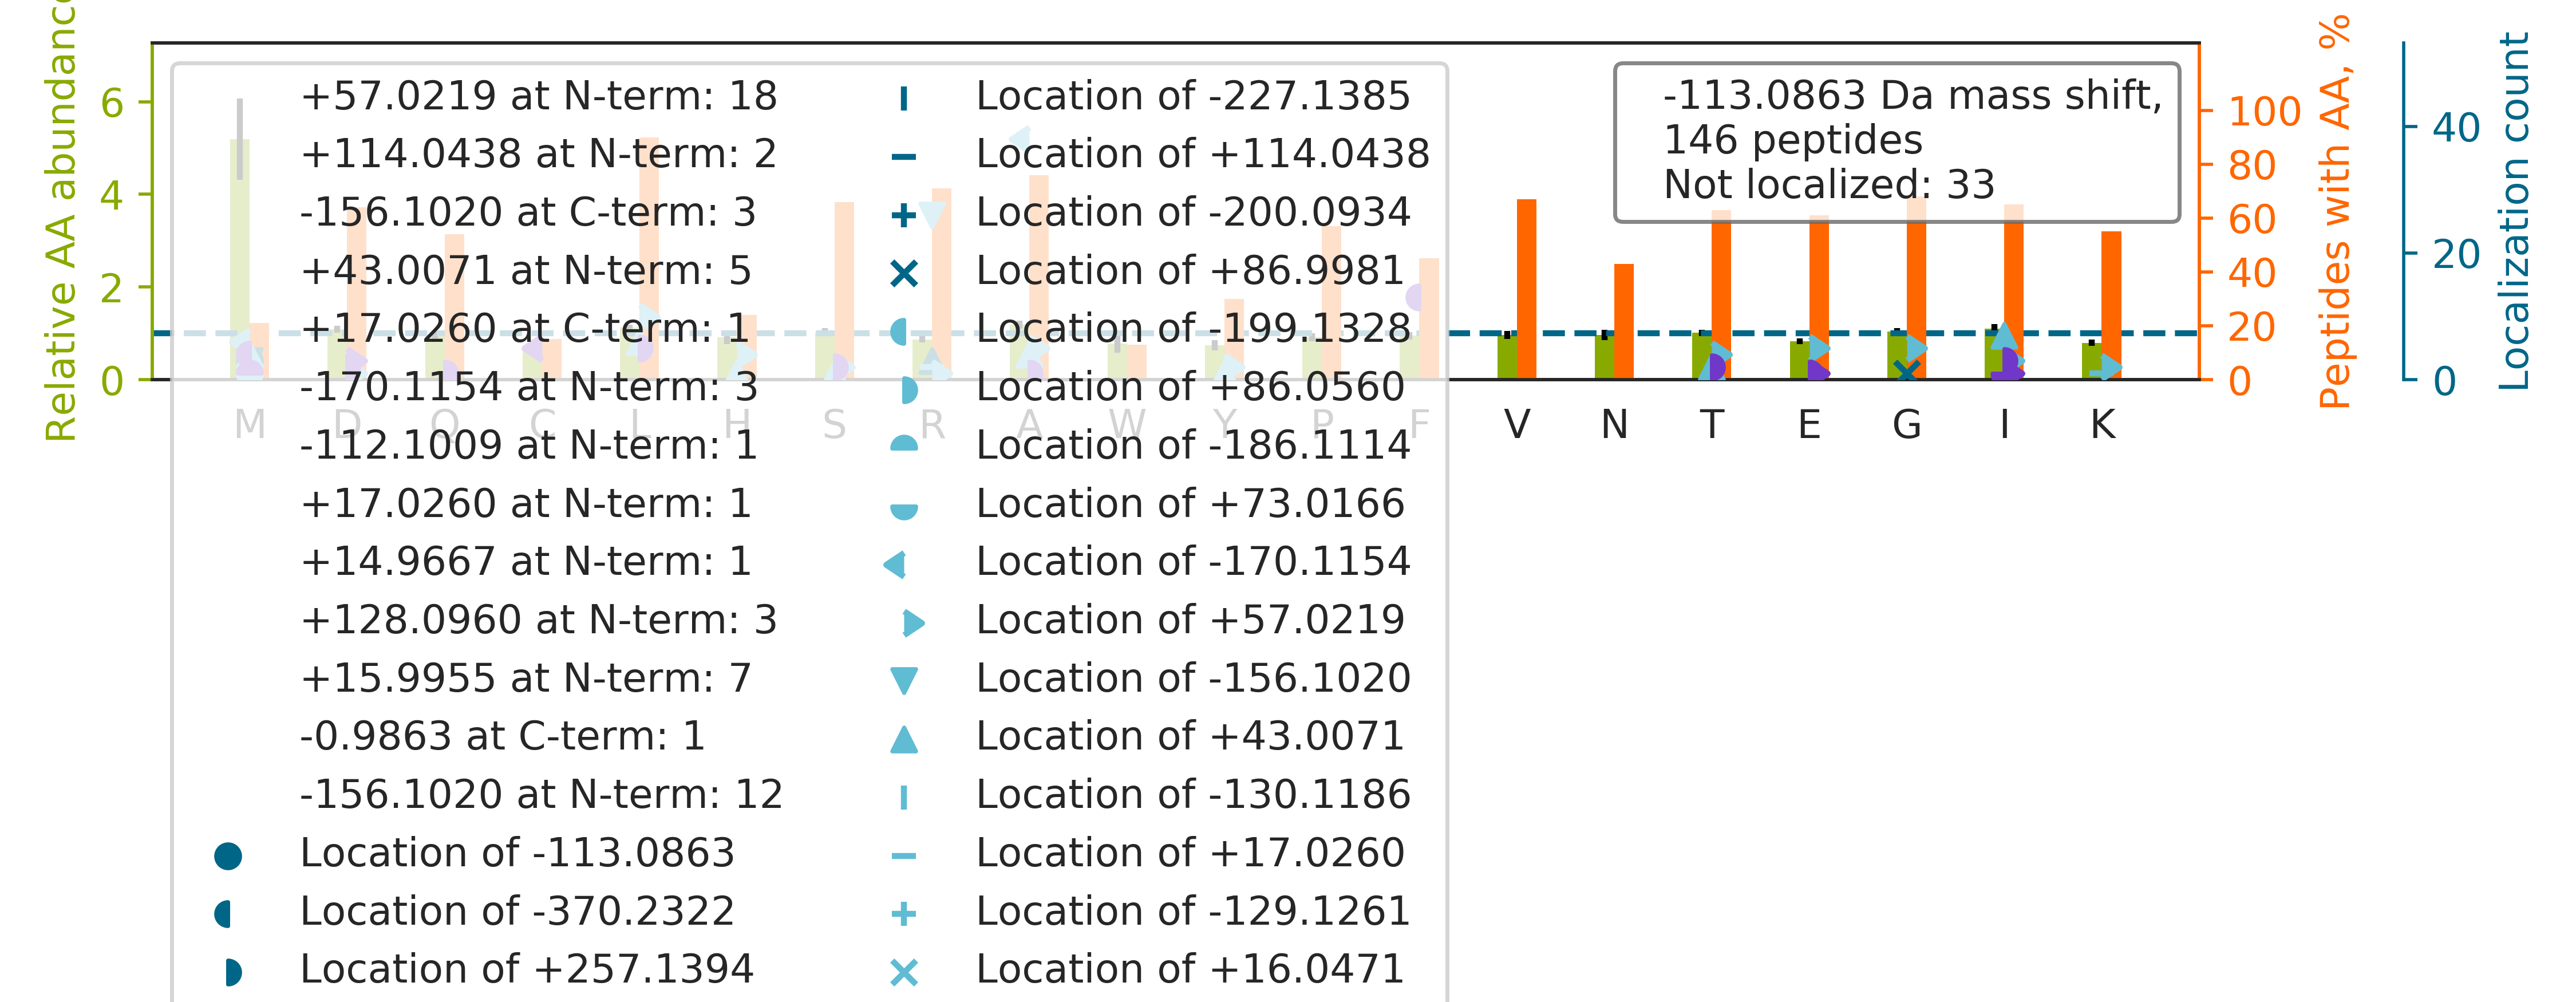 Relative AA abundance
6
4
2
0
+57.0219 at N-term: 18
+114.0438 at N-term: 2
-156.1020 at C-term: 3
+43.0071 at N-term: 5
+17.0260 at C-term: 1
-170.1154 at N-term: 3
-112.1009 at N-term: 1
+17.0260 at N-term: 1
+14.9667 at N-term: 1
+128.0960 at N-term: 3
+15.9955 at N-term: 7
-0.9863 at C-term: 1
-156.1020 at N-term: 12
Location of -113.0863
Location of -370.2322
Location of +257.1394
Location of -227.1385
Location of +114.0438
Location of -200.0934
Location of +86.9981
Location of -199.1328
Location of +86.0560
Location of -186.1114
Location of +73.0166
Location of -170.1154
Location of +57.0219
Location of -156.1020
Location of +43.0071
Location of -130.1186
Location of +17.0260
Location of -129.1261
Location of +16.0471
-113.0863 Da mass shift,
146 peptides
Not localized: 33
M D Q C L H S R A W Y P F V N T E G I K
100
80
60
40
20
0
Peptides with AA, %
40
20
0
Localization count